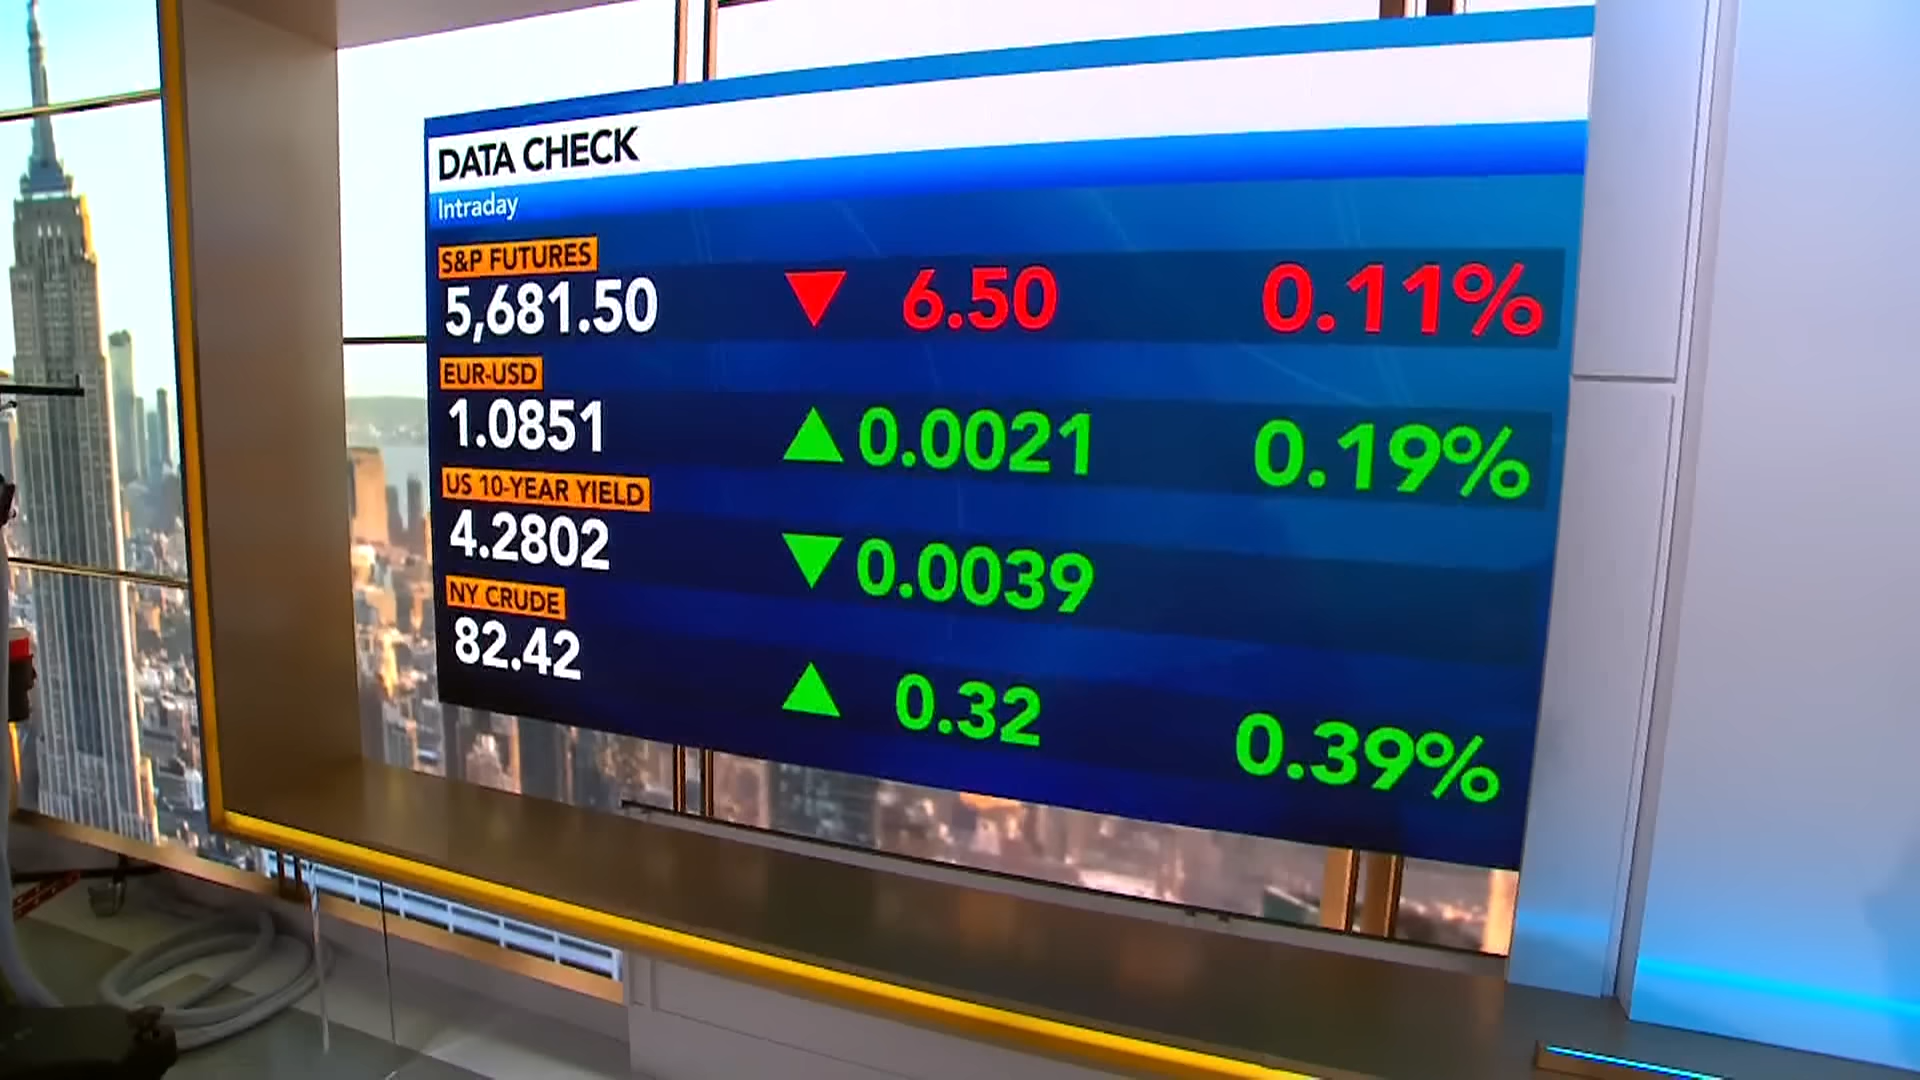 DATA CHECK
Intraday
S&P FUTURES
5,681.50 ▼ 6.50 0.11%
EUR-USD
1.0851 ▲ 0.0021 0.19%
US 10-YEAR YIELD
4.2802 ▼ 0.0039
NY CRUDE
82.42 ▲ 0.32 0.39%